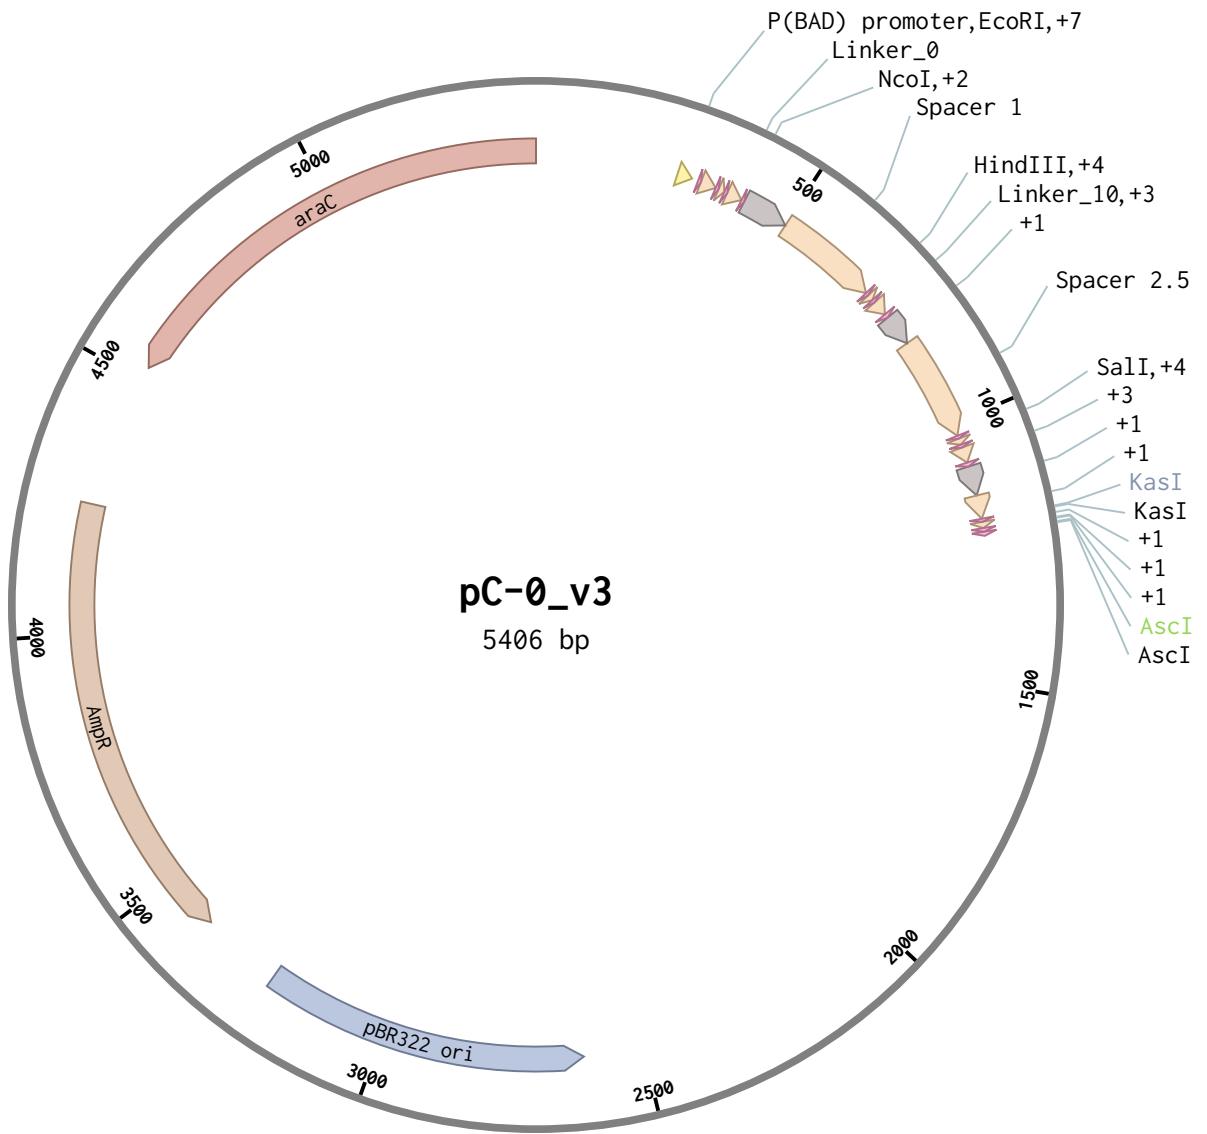 P(BAD) promoter,EcoRI,+7
Linker_0
NcoI,+2
Spacer 1
HindIII,+4
Linker_10,+3
+1
Spacer 2.5
SalI,+4
+3
+1
+1
KasI
KasI
+1
+1
+1
AscI
AscI
500
1000
1500
2000
2500
3000
3500
4000
4500
5000
araC
AmpR
pBR322 ori
pC-0_v3
5406 bp